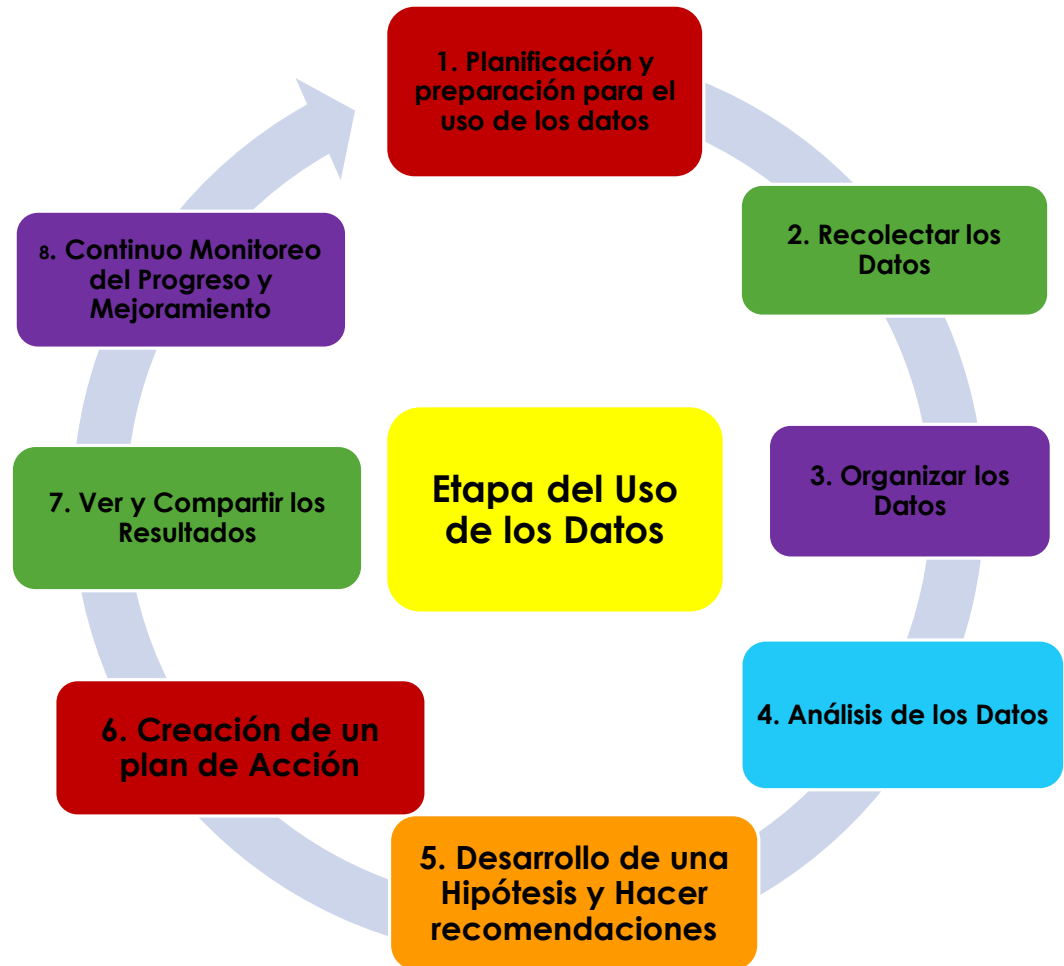 1. Planificación y
preparación para el
uso de los datos
2. Recolectar los
Datos
3. Organizar los
Datos
4. Análisis de los Datos
5. Desarrollo de una
Hipótesis y Hacer
recomendaciones
6. Creación de un
plan de Acción
7. Ver y Compartir los
Resultados
8. Continuo Monitoreo
del Progreso y
Mejoramiento
Etapa del Uso
de los Datos